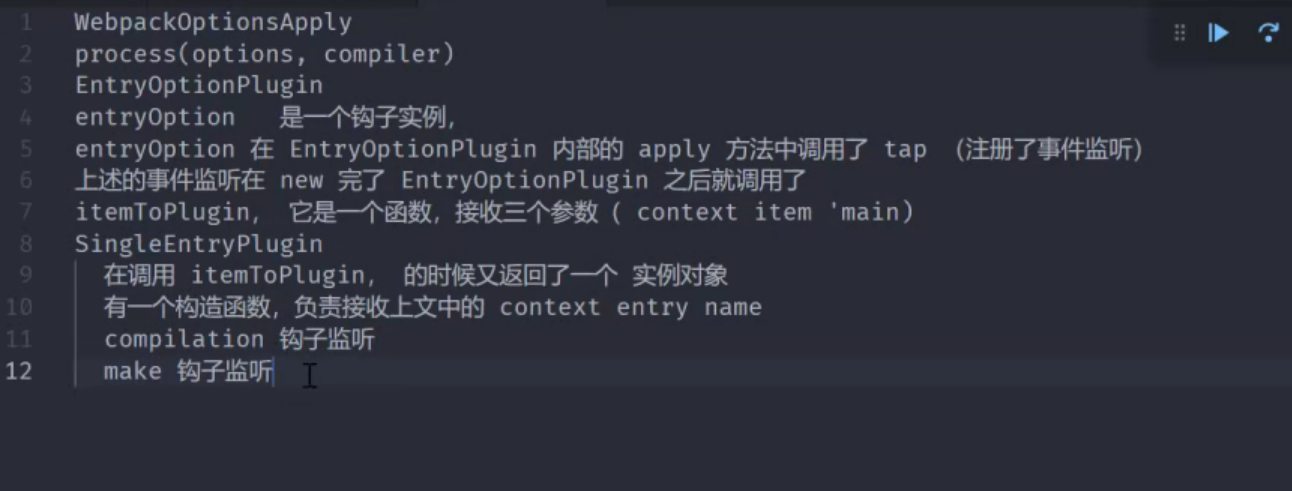 1 WebpackOptionsApply
2 process(options, compiler)
3 EntryOptionPlugin
4 entryOption 是一个钩子实例,
5 entryOption 在 EntryOptionPlugin 内部的 apply 方法中调用了 tap (注册了事件监听)
6 上述的事件监听在 new 完了 EntryOptionPlugin 之后就调用了
7 itemToPlugin, 它是一个函数,接收三个参数 ( context item 'main)
8 SingleEntryPlugin
9 在调用 itemToPlugin, 的时候又返回了一个 实例对象
10 有一个构造函数,负责接收上文中的 context entry name
11 compilation 钩子监听
12 make 钩子监听